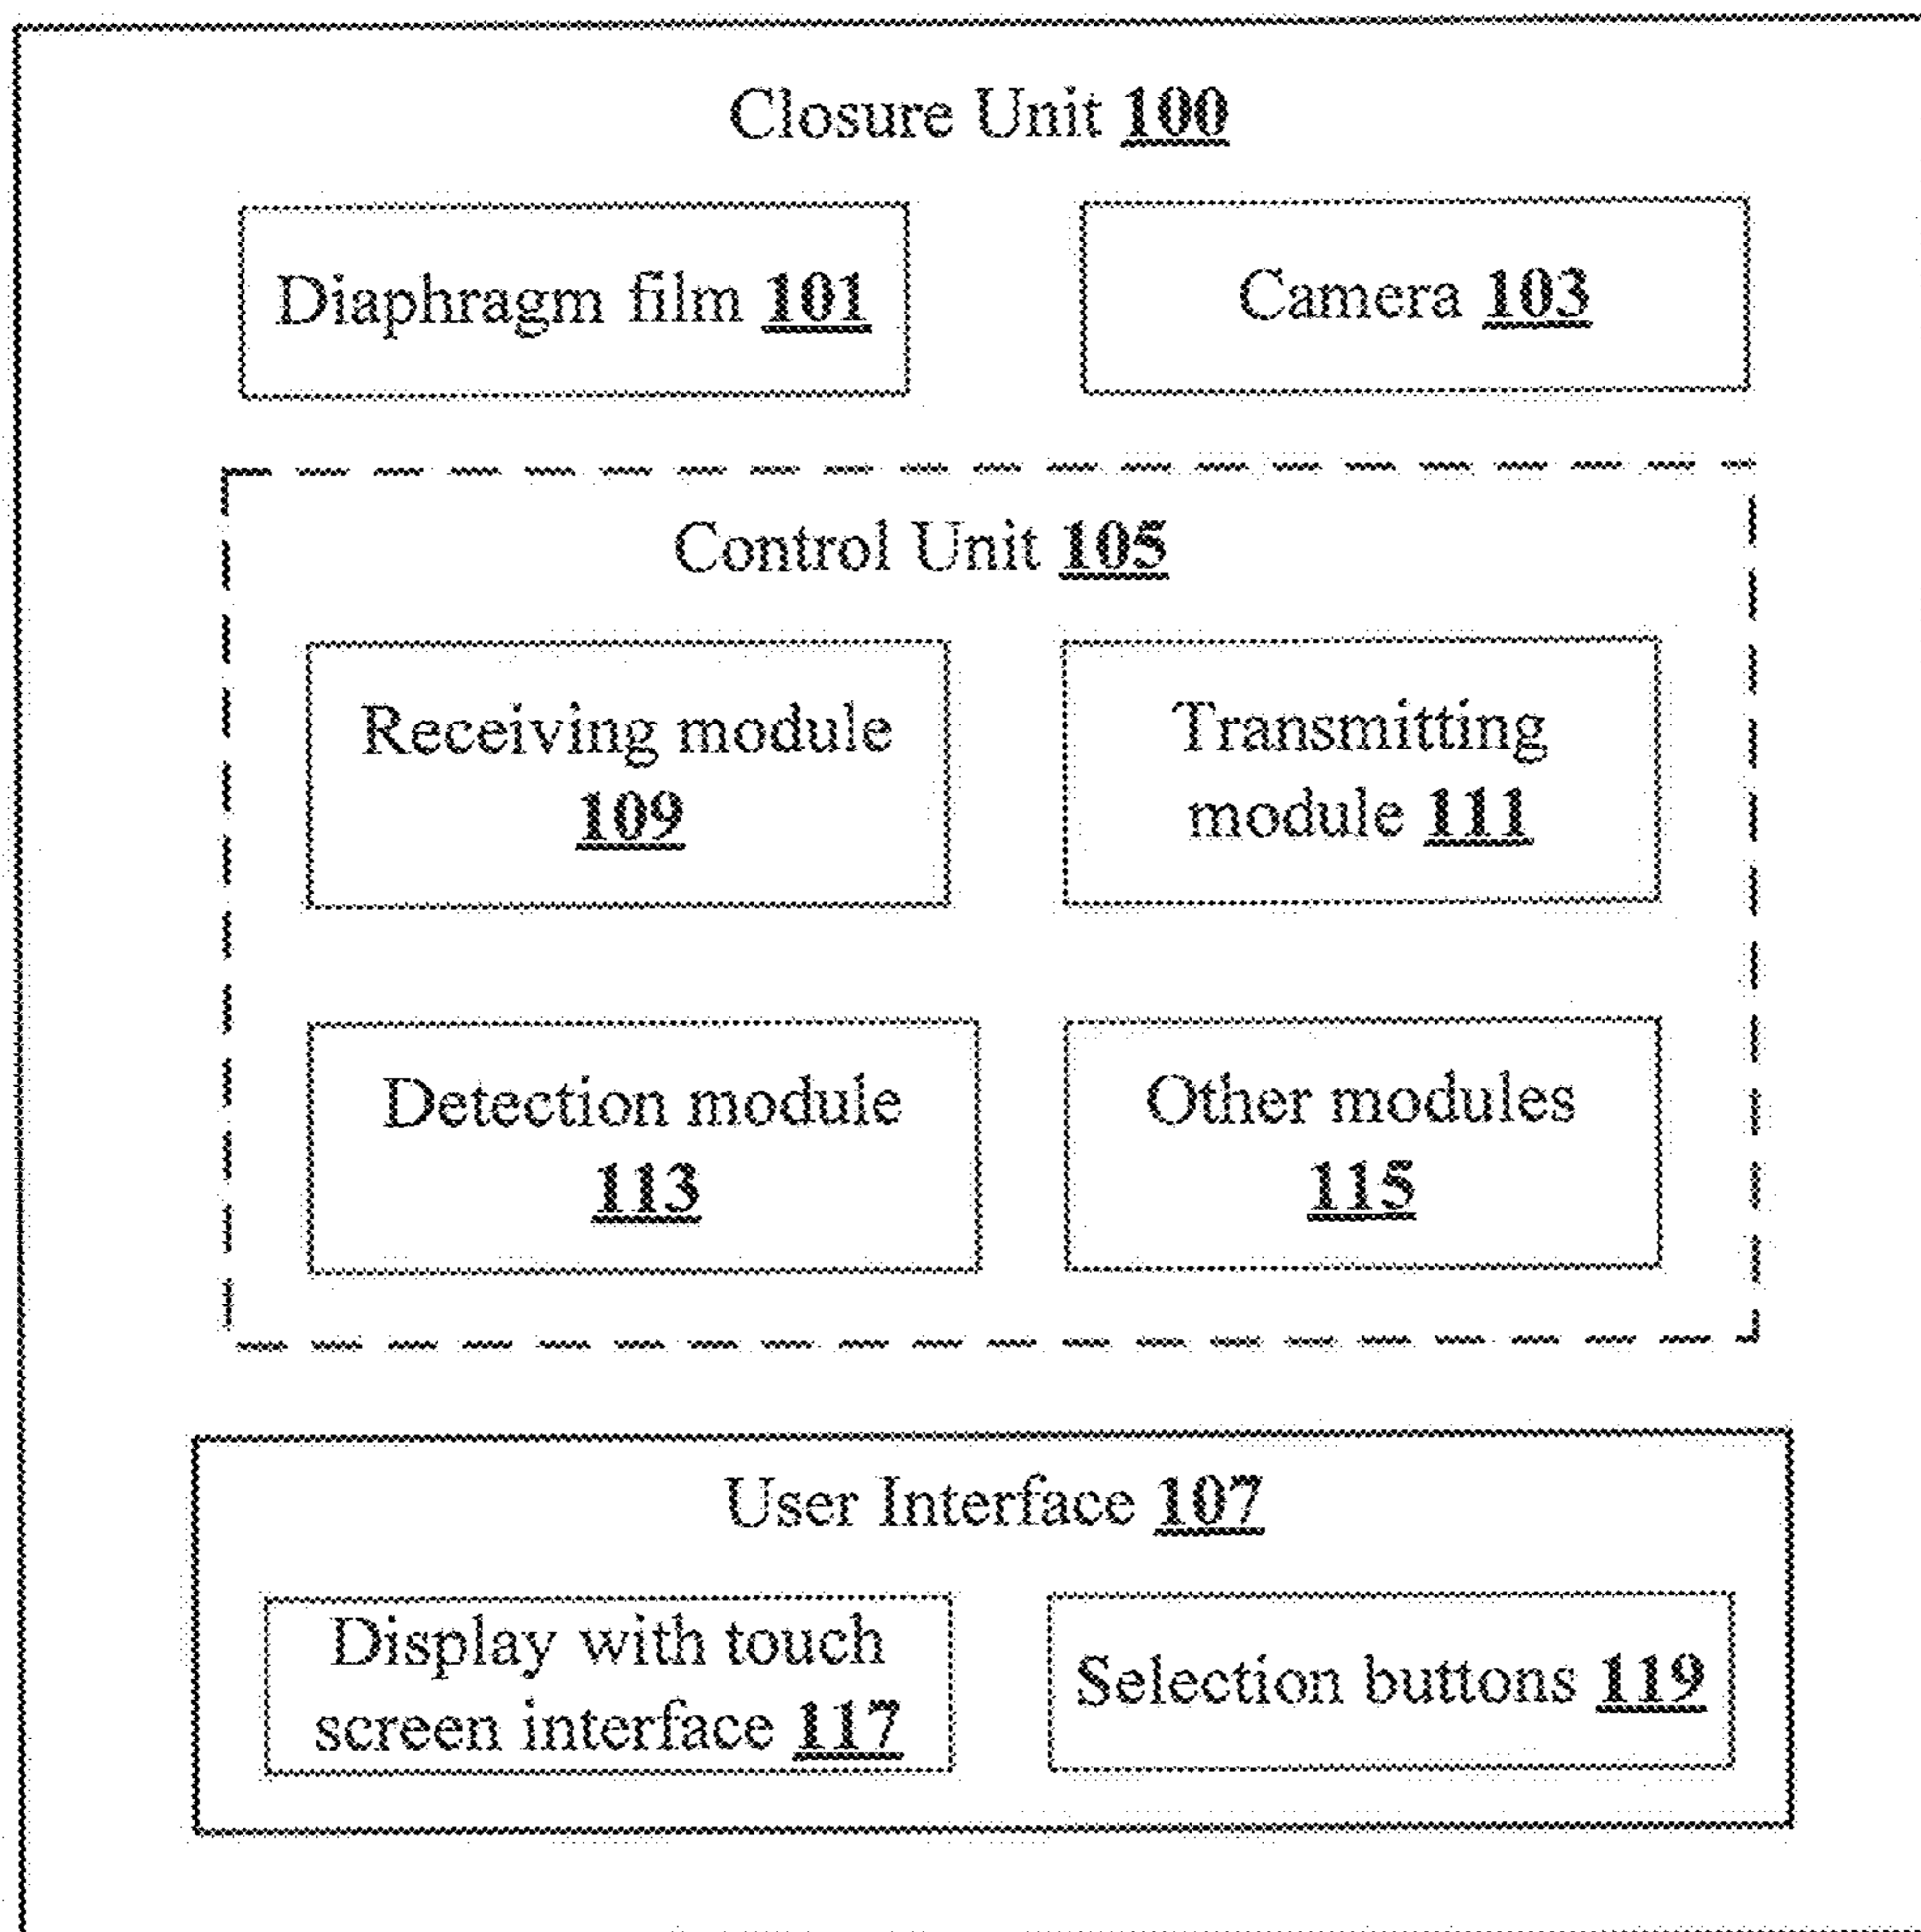 Closure Unit 100
Diaphragm film 101
Camera 103
Control Unit 105
Receiving module
109
Transmitting
module 111
Detection module
113
Other modules
115
User Interface 107
Display with touch
screen interface 117
Selection buttons 119